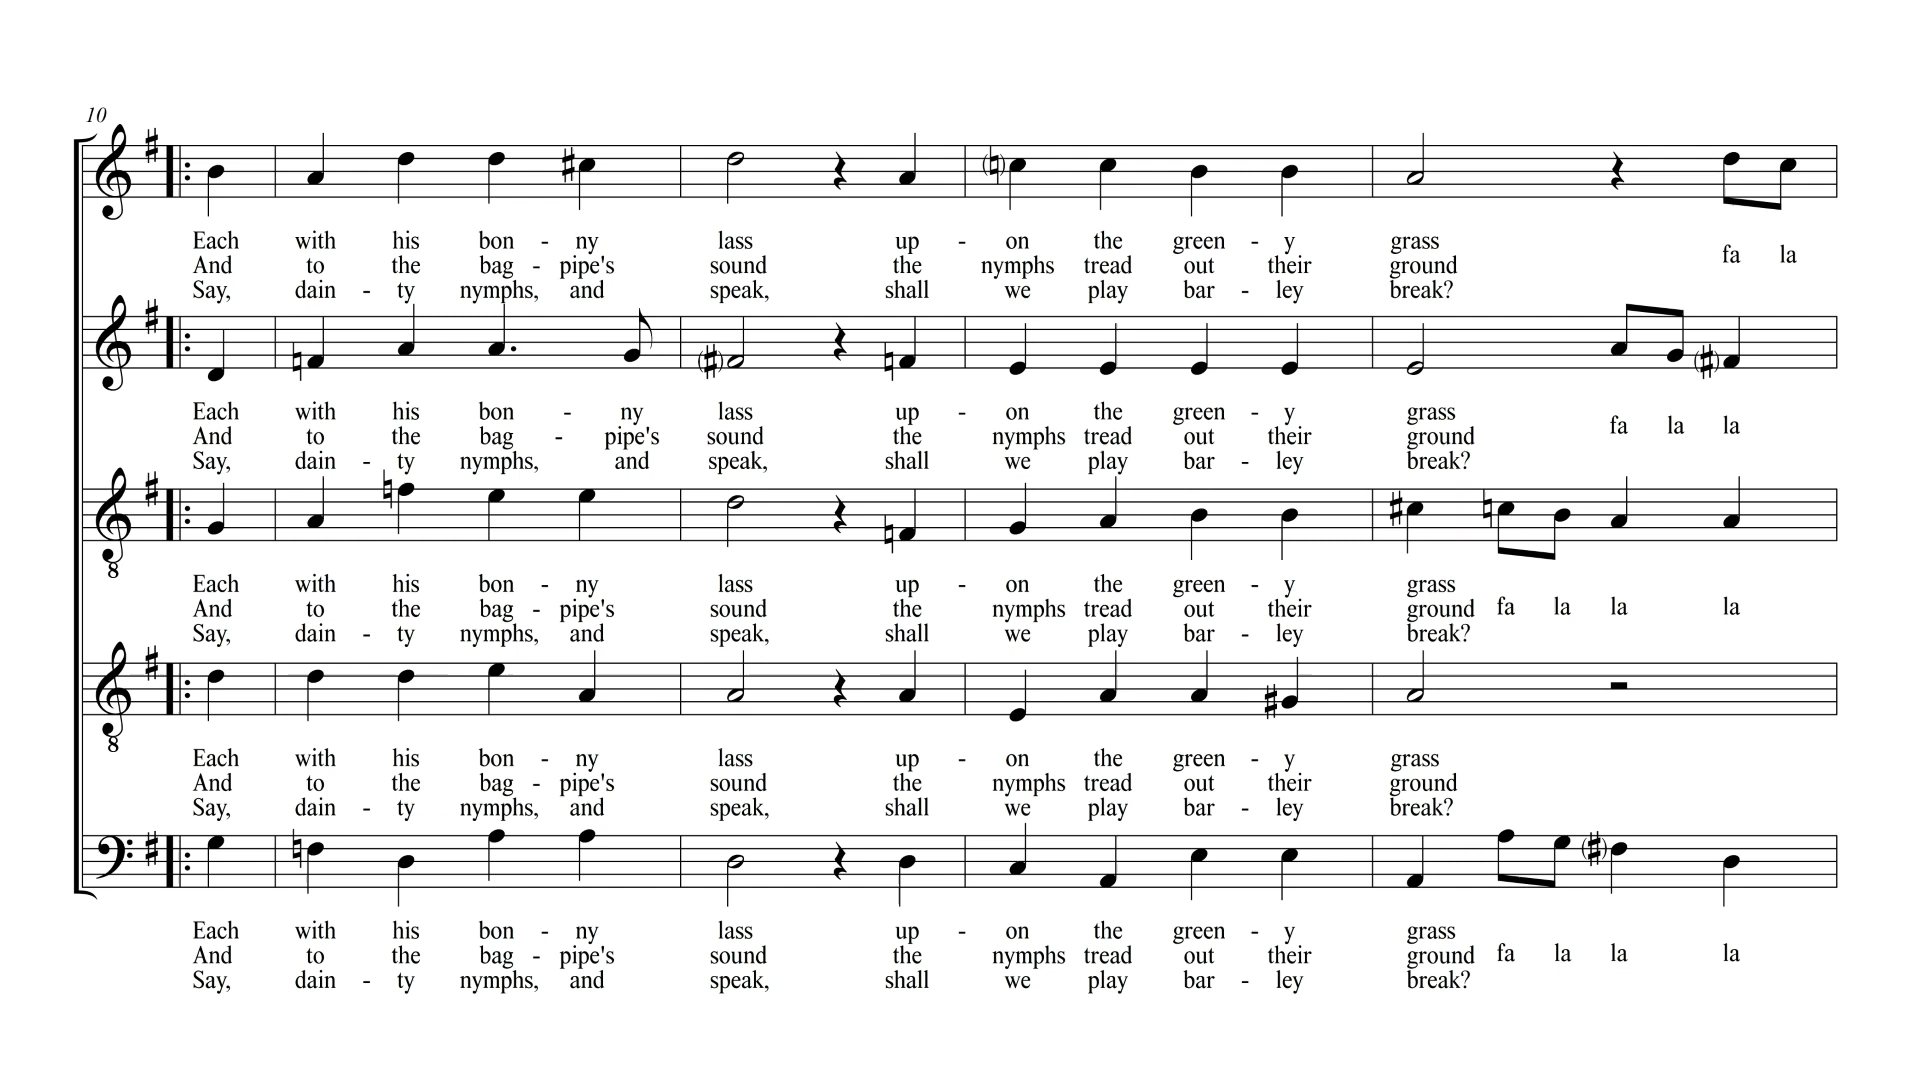 10
Each with his bon - ny lass up - on the green - y grass
fa la
And to the bag - pipe's sound the nymphs tread out their ground
Say, dain - ty nymphs, and speak, shall we play bar - ley break?
Each with his bon - ny lass up - on the green - y grass
fa la la
And to the bag - pipe's sound the nymphs tread out their ground
Say, dain - ty nymphs, and speak, shall we play bar - ley break?
8
Each with his bon - ny lass up - on the green - y grass
And to the bag - pipe's sound the nymphs tread out their ground fa la la la
Say, dain - ty nymphs, and speak, shall we play bar - ley break?
8
Each with his bon - ny lass up - on the green - y grass
And to the bag - pipe's sound the nymphs tread out their ground
Say, dain - ty nymphs, and speak, shall we play bar - ley break?
Each with his bon - ny lass up - on the green - y grass
And to the bag - pipe's sound the nymphs tread out their ground fa la la la
Say, dain - ty nymphs, and speak, shall we play bar - ley break?